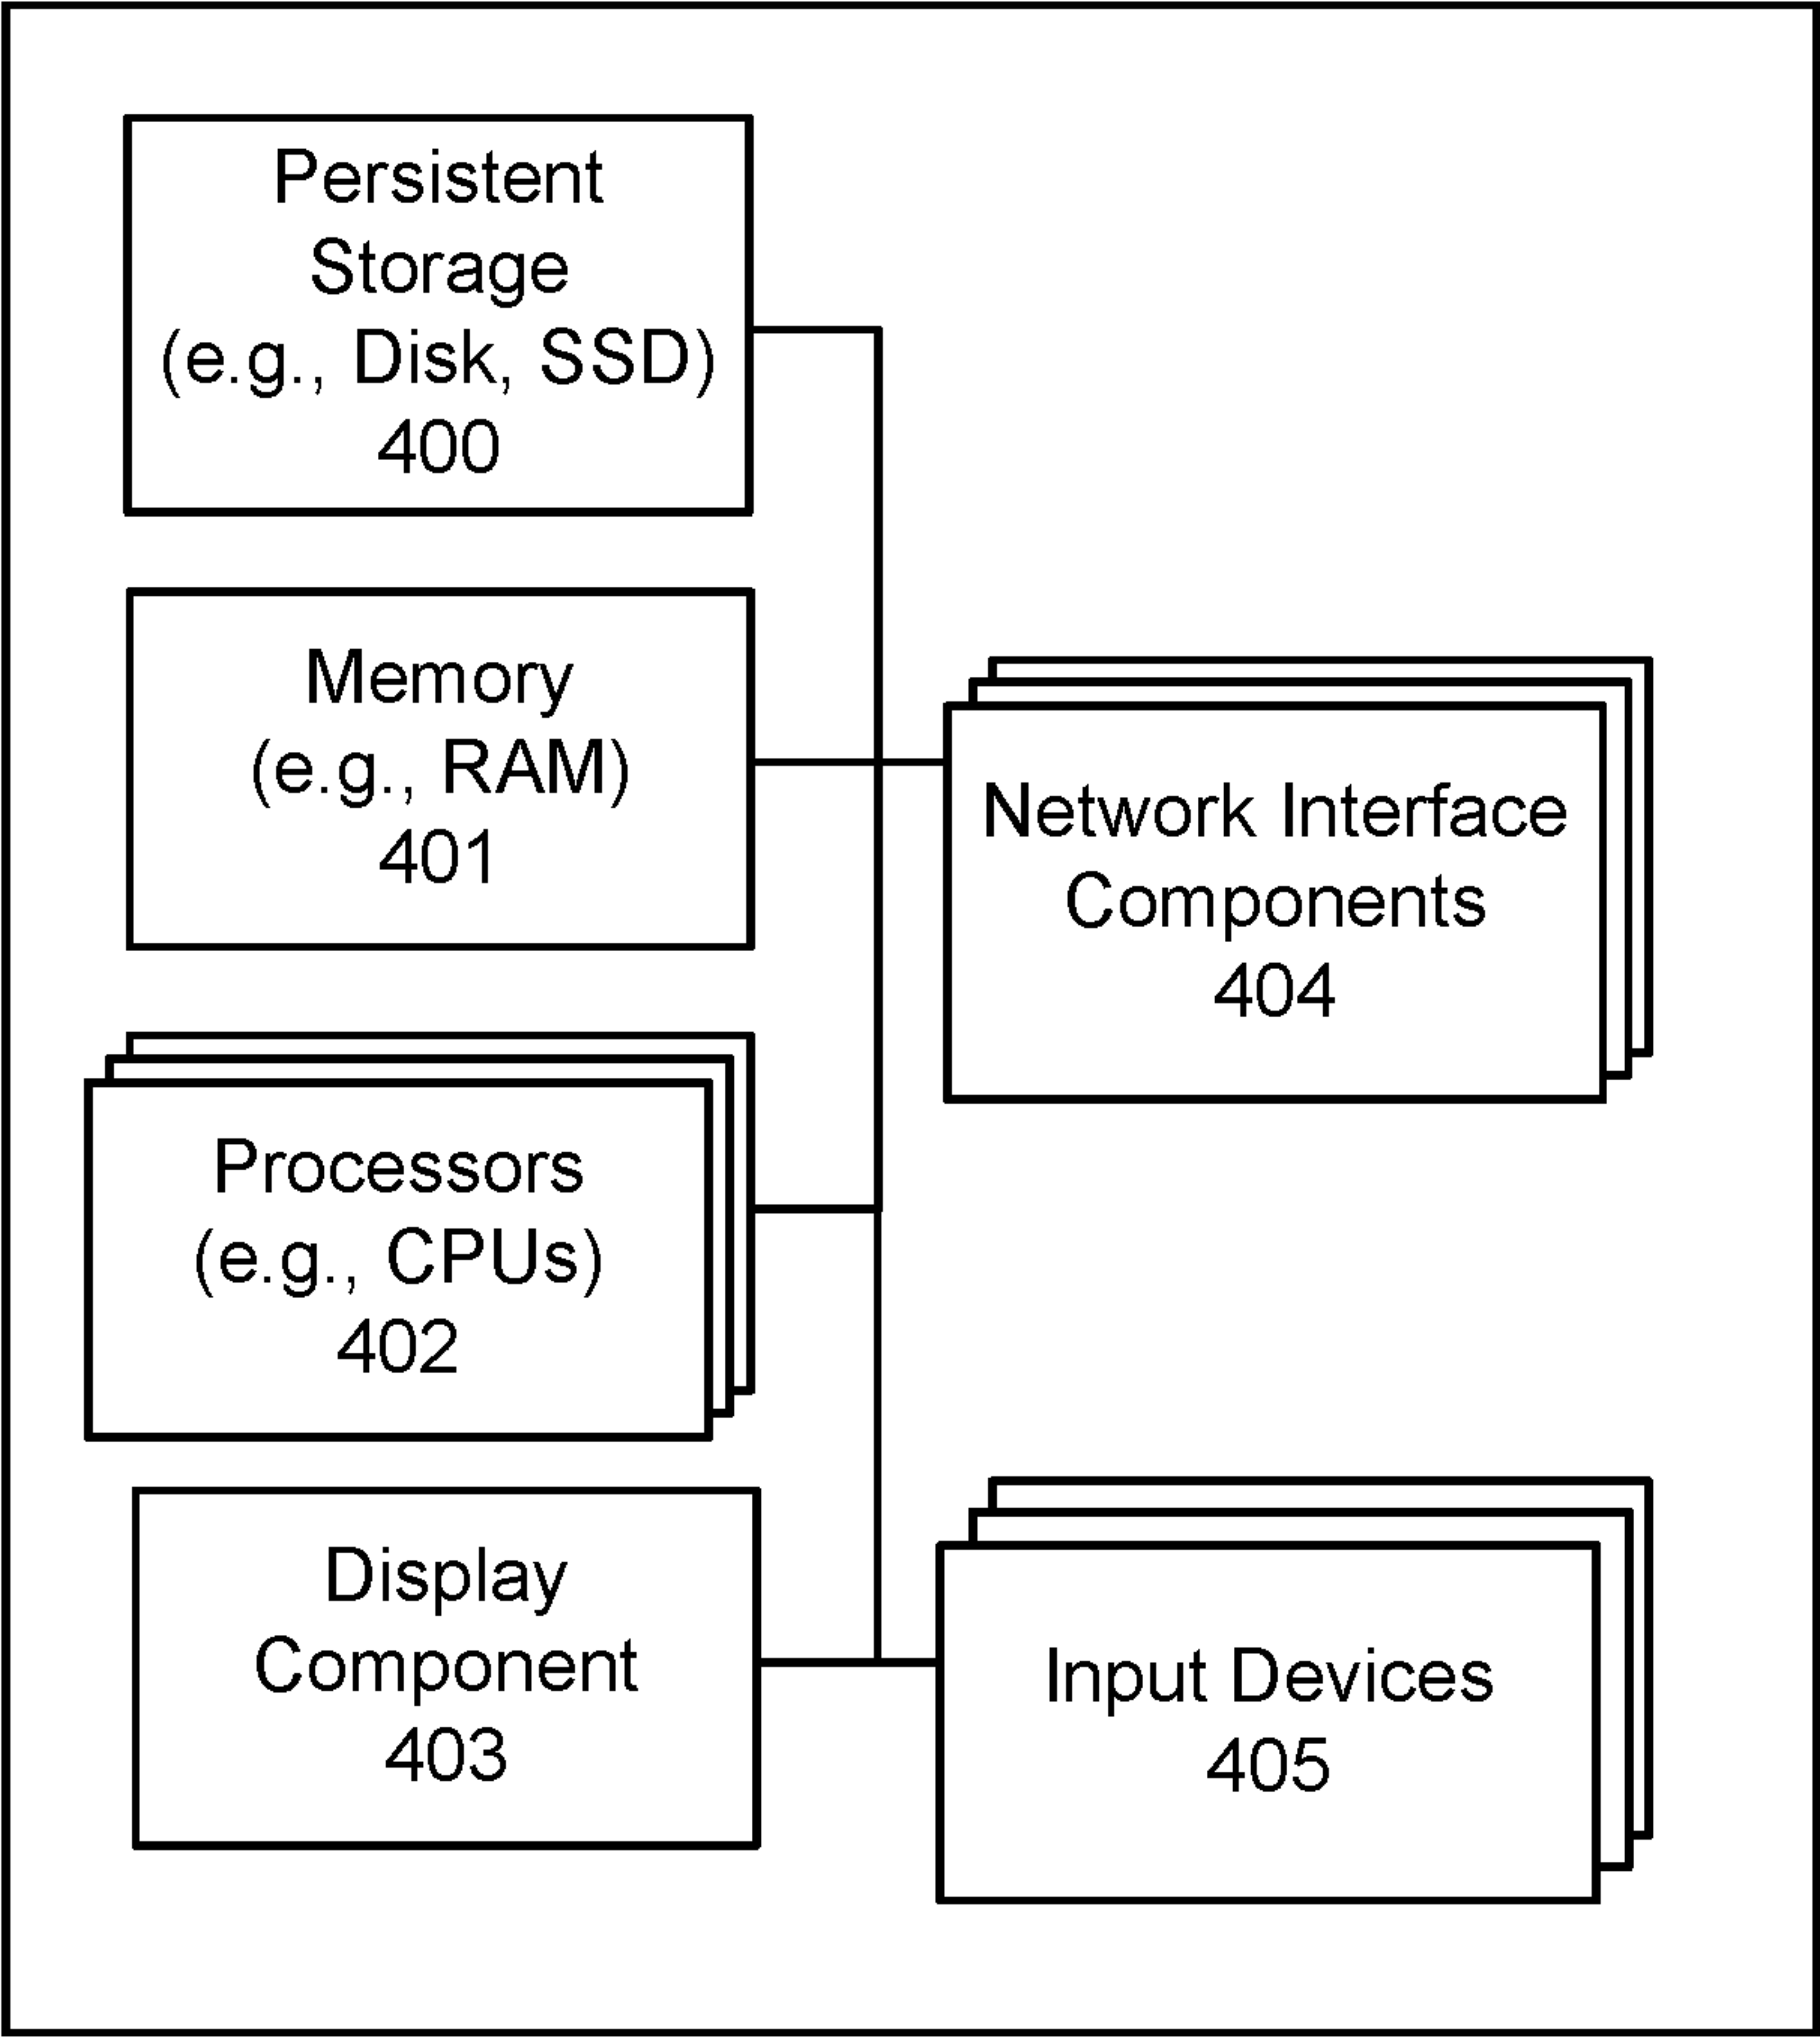 Persistent
Storage
(e.g., Disk, SSD)
400
Memory
(e.g., RAM)
401
Processors
(e.g., CPUs)
402
Display
Component
403
Network Interface
Components
404
Input Devices
405